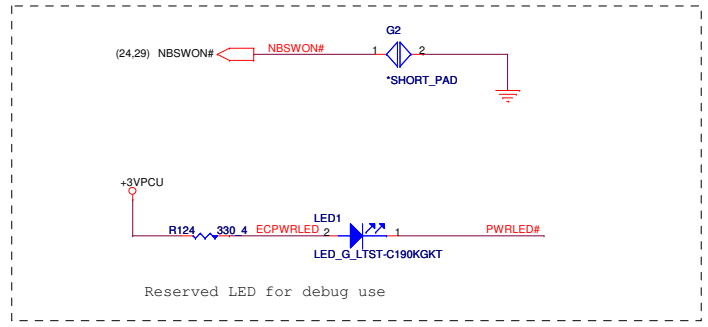 G2
(24,29) NBSWON# NBSWON# 1 2
*SHORT_PAD
+3VPCU
LED1
R124 330_4 ECPWRLED 2 1 PWRLED#
LED_G_LTST-C190KGKT
Reserved LED for debug use